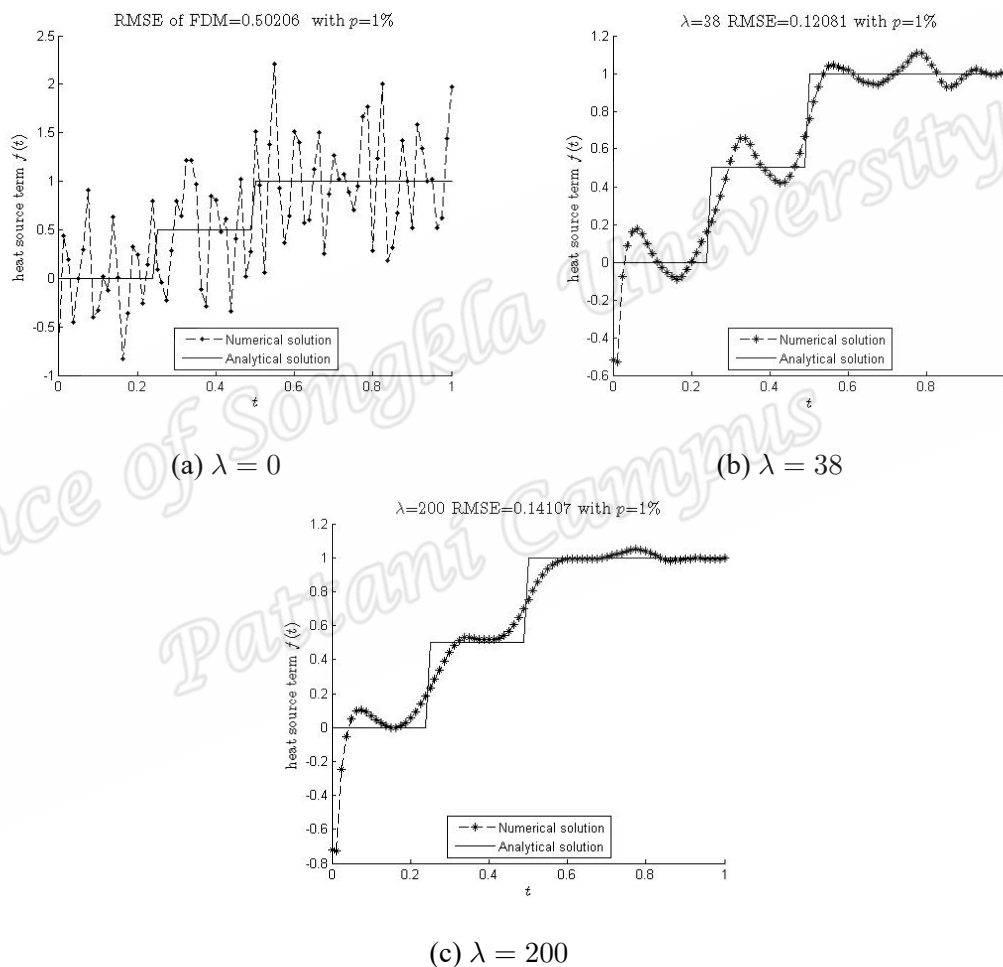 RMSE of FDM=0.50206 with p=1%
2.5
2
1.5
1
0.5
0
-0.5
-1
heat source term f(t)
Numerical solution
Analytical solution
0 0.2 0.4 0.6 0.8 1
t
(a) λ = 0
λ=38 RMSE=0.12081 with p=1%
1.2
1
0.8
0.6
0.4
0.2
0
-0.2
-0.4
-0.6
heat source term f(t)
Numerical solution
Analytical solution
0 0.2 0.4 0.6 0.8
t
(b) λ = 38
λ=200 RMSE=0.14107 with p=1%
1.2
1
0.8
0.6
0.4
0.2
0
-0.2
-0.4
-0.6
-0.8
heat source term f(t)
Numerical solution
Analytical solution
0 0.2 0.4 0.6 0.8 1
t
(c) λ = 200
nce of Songkla University
Pattani Campus